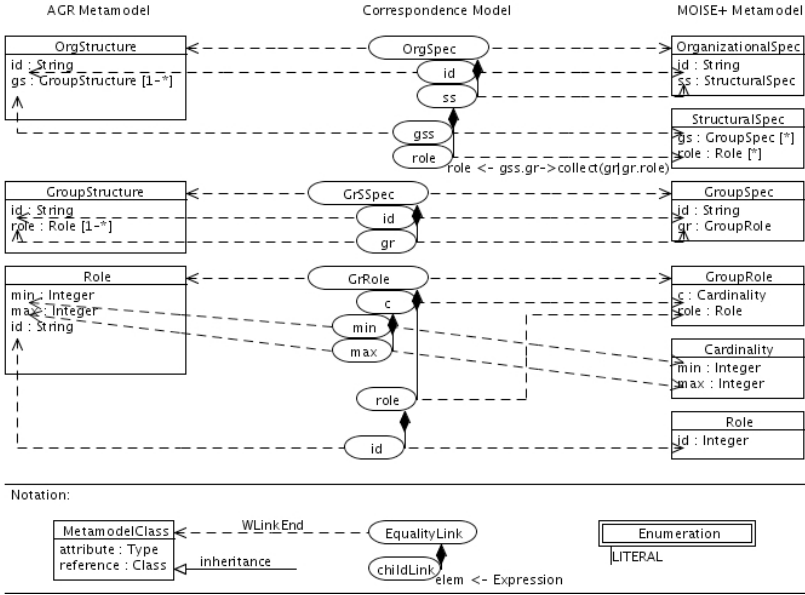 AGR Metamodel
Correspondence Model
MOISE+ Metamodel
OrgStructure
id : String
gs : GroupStructure [1-*]
OrgSpec
id
ss
gss
role
role <- gss.gr->collect(gr|gr.role)
OrganizationalSpec
id : String
ss : StructuralSpec
StructuralSpec
gs : GroupSpec [*]
role : Role [*]
GroupStructure
id : String
role : Role [1-*]
GrSSpec
id
gr
GroupSpec
id : String
gr : GroupRole
Role
min : Integer
max : Integer
id : String
GrRole
c
min
max
role
id
GroupRole
c : Cardinality
role : Role
Cardinality
min : Integer
max : Integer
Role
id : Integer
Notation:
MetamodelClass
attribute : Type
reference : Class
WLinkEnd
inheritance
EqualityLink
childLink
elem <- Expression
Enumeration
LITERAL